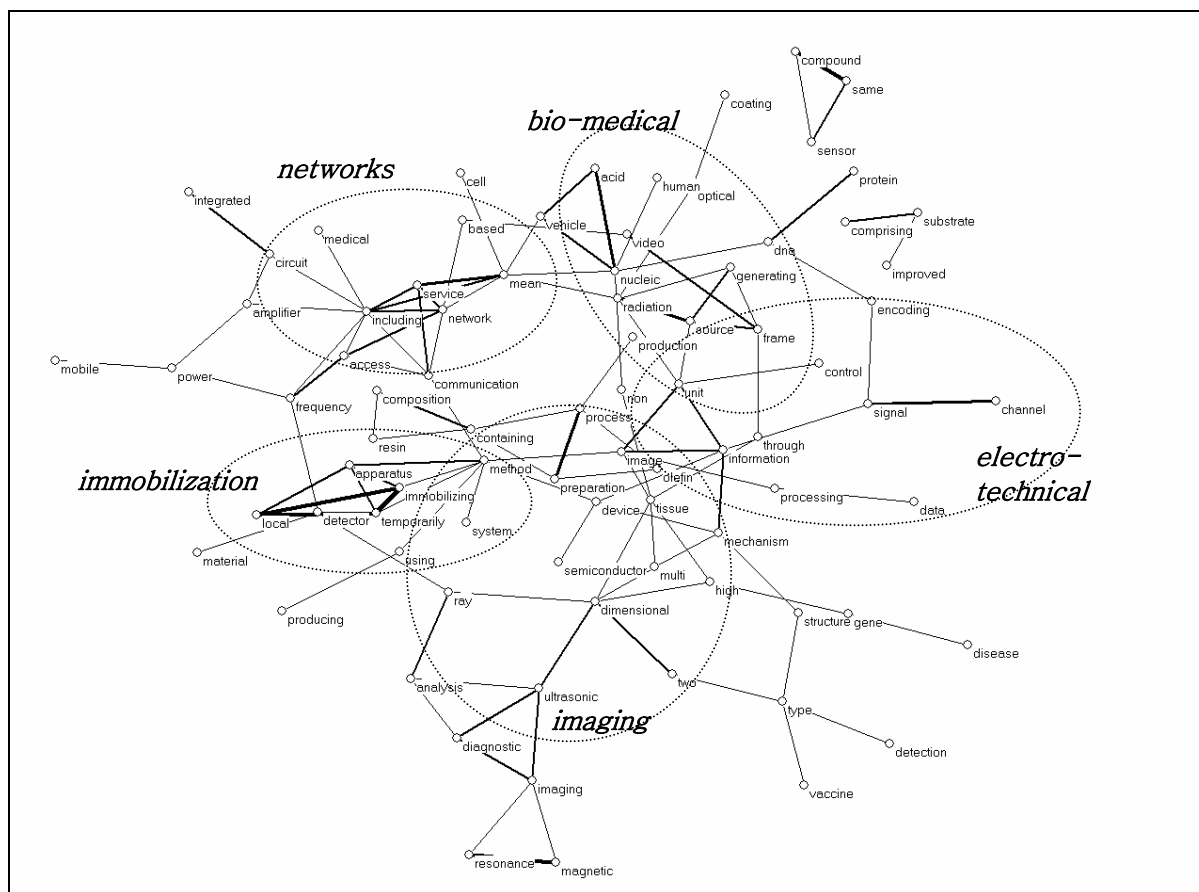 compound
same
coating
bio-medical
sensor
networks
acid
protein
cell
human
integrated
optical
substrate
vehicle
comprising
based
medical
video
dna
circuit
improved
nucleic
mean
generating
service
radiation
encoding
amplifier
including
network
source
frame
production
access
mobile
control
power
communication
unit
non
composition
frequency
signal
channel
process
containing
resin
through
image
information
method
electro-
technical
apparatus
olefin
immobilization
preparation
immobilizing
processing
data
device
tissue
local
detector
temporarily
system
mechanism
using
material
semiconductor
multi
high
ray
dimensional
producing
structure
gene
disease
analysis
two
ultrasonic
type
imaging
diagnostic
detection
imaging
vaccine
resonance
magnetic